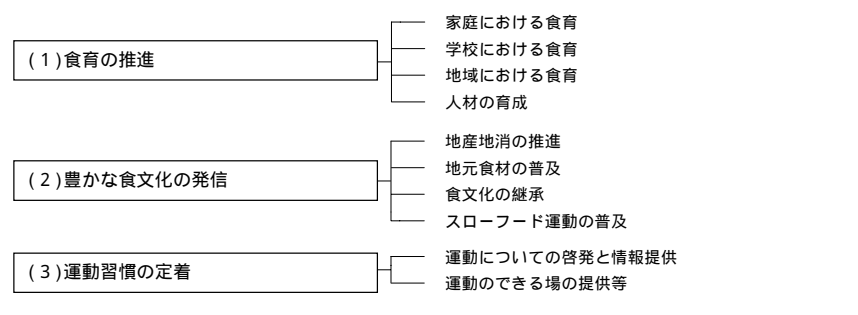 (１)食育の推進
家庭における食育
学校における食育
地域における食育
人材の育成
(２)豊かな食文化の発信
地産地消の推進
地元食材の普及
食文化の継承
スローフード運動の普及
(３)運動習慣の定着
運動についての啓発と情報提供
運動のできる場の提供等